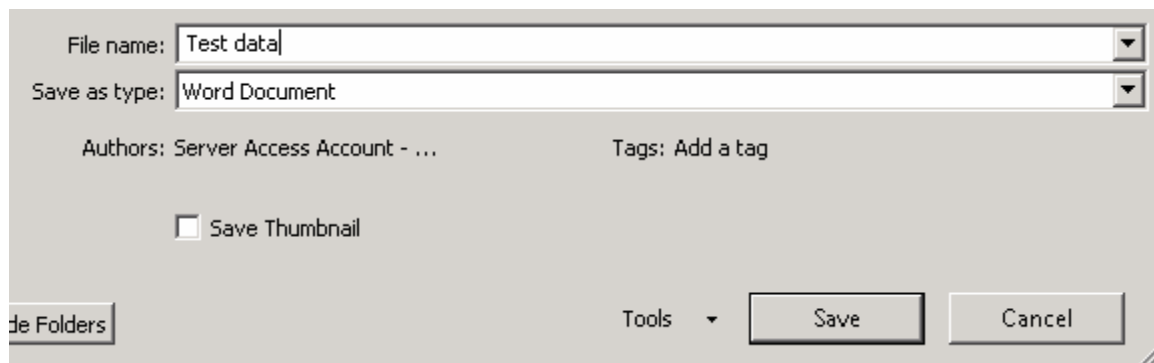 File name: Test data
Save as type: Word Document
Authors: Server Access Account - ... Tags: Add a tag
Save Thumbnail
de Folders Tools Save Cancel